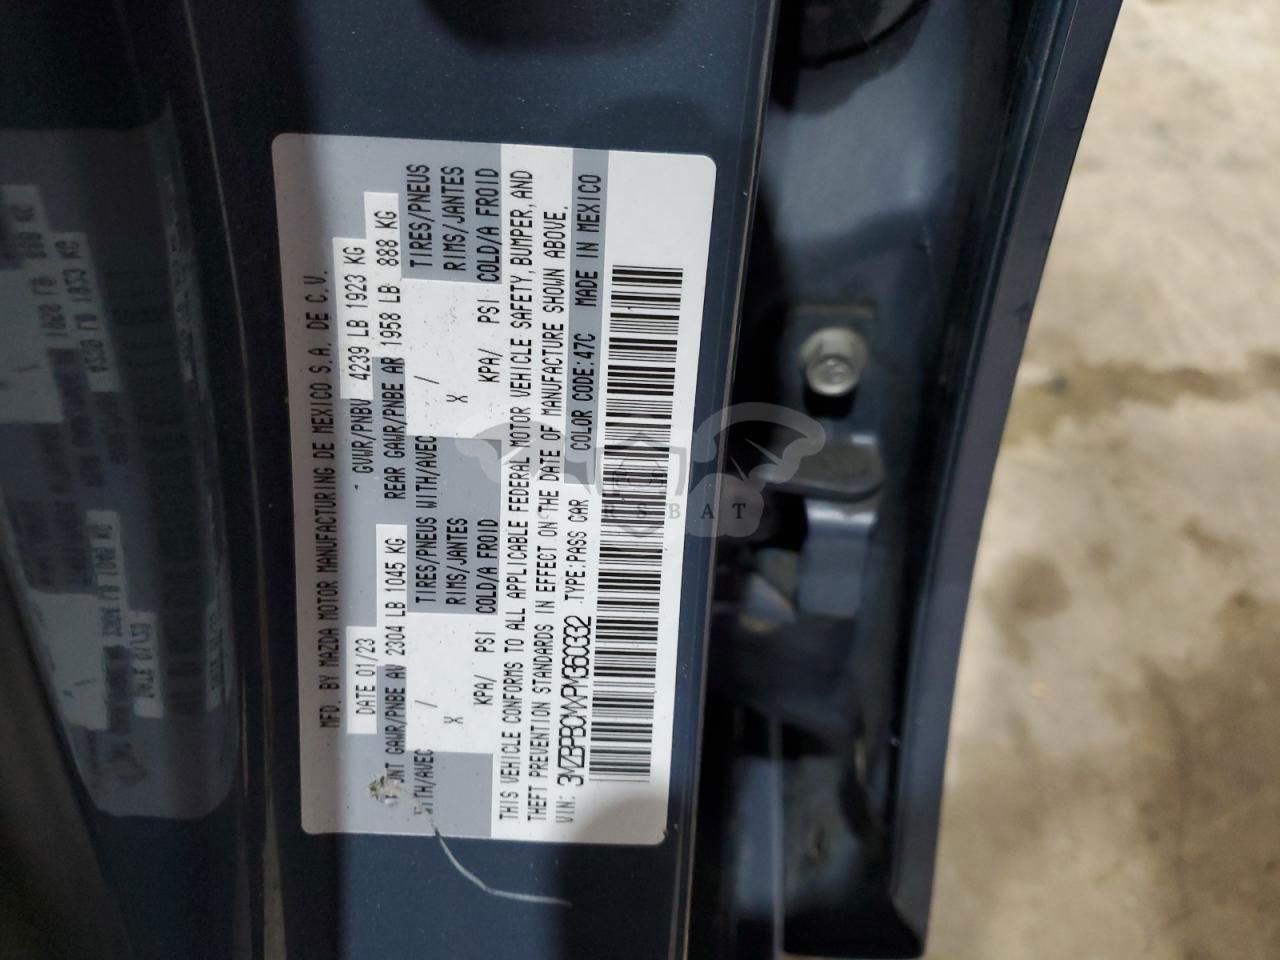 MFD. BY MAZDA MOTOR MANUFACTURING DE MEXICO S.A. DE C.V.
DATE 01/23 GVWR/PNBV 4239 LB 1923 KG
GAWR/PNBE AV 2304 LB 1045 KG REAR GAWR/PNBE AR 1958 LB 888 KG
WITH/AVEC / TIRES/PNEUS WITH/AVEC / TIRES/PNEUS
X RIMS/JANTES X RIMS/JANTES
KPA/ PSI COLD/A FROID KPA/ PSI COLD/A FROID
THIS VEHICLE CONFORMS TO ALL APPLICABLE FEDERAL MOTOR VEHICLE SAFETY, BUMPER, AND
THEFT PREVENTION STANDARDS IN EFFECT ON THE DATE OF MANUFACTURE SHOWN ABOVE.
VIN: 3MZBPBCMXPM360332 TYPE:PASS CAR COLOR CODE:47C MADE IN MEXICO